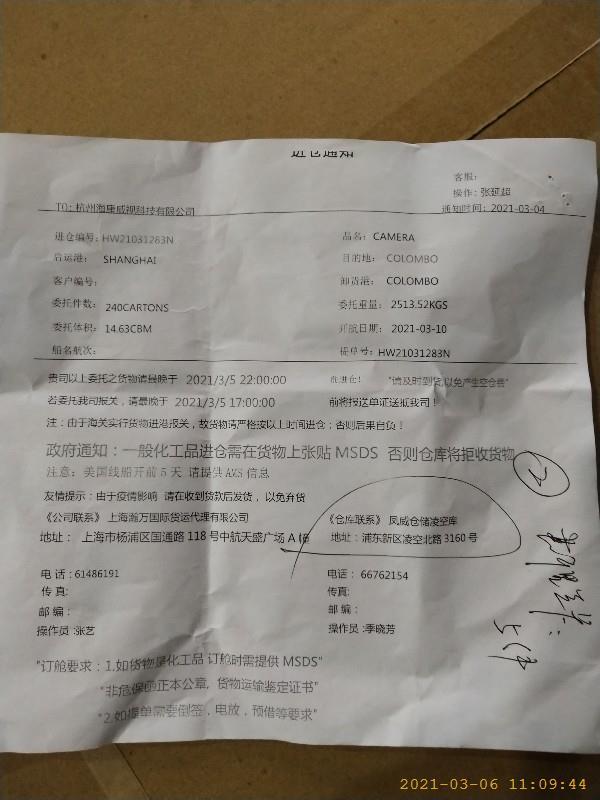 进仓通知
客服：
操作：张延超
TO：杭州海康威视科技有限公司 通知时间：2021-03-04
进仓编号：HW21031283N 品名：CAMERA
启运港： SHANGHAI 目的地： COLOMBO
客户编号： 卸货港： COLOMBO
委托件数： 240CARTONS 委托重量： 2513.52KGS
委托体积： 14.63CBM 开航日期： 2021-03-10
船名航次： 提单号：HW21031283N
贵司以上委托之货物请最晚于 2021/3/5 22:00:00 准进仓！ "请及时到货，以免产生空仓费"
若委托我司报关，请最晚于 2021/3/5 17:00:00 前将报送单证送抵我司！
注：由于海关实行货物进港报关，故货物请严格按以上时间进仓；否则后果自负！
政府通知：一般化工品进仓需在货物上张贴 MSDS 否则仓库将拒收货物
注意：美国线船开前 5 天 请提供 AMS 信息
友情提示：由于疫情影响 请在收到货款后发货，以免弃货
《公司联系》上海瀚万国际货运代理有限公司 《仓库联系》凤威仓储凌空库
地址： 上海市杨浦区国通路 118 号中航天盛广场 A 地址：浦东新区凌空北路 3160 号
电 话：61486191 电话： 66762154
传 真： 传真：
邮 编： 邮编：
操作员 :张艺 操作员 :季晓芳
"订舱要求：1.如货物是化工品 订舱时需提供 MSDS"
"非危保函正本公章, 货物运输鉴定证书"
"2.如提单需要倒签，电放，预借等要求"
2021-03-06 11:09:44